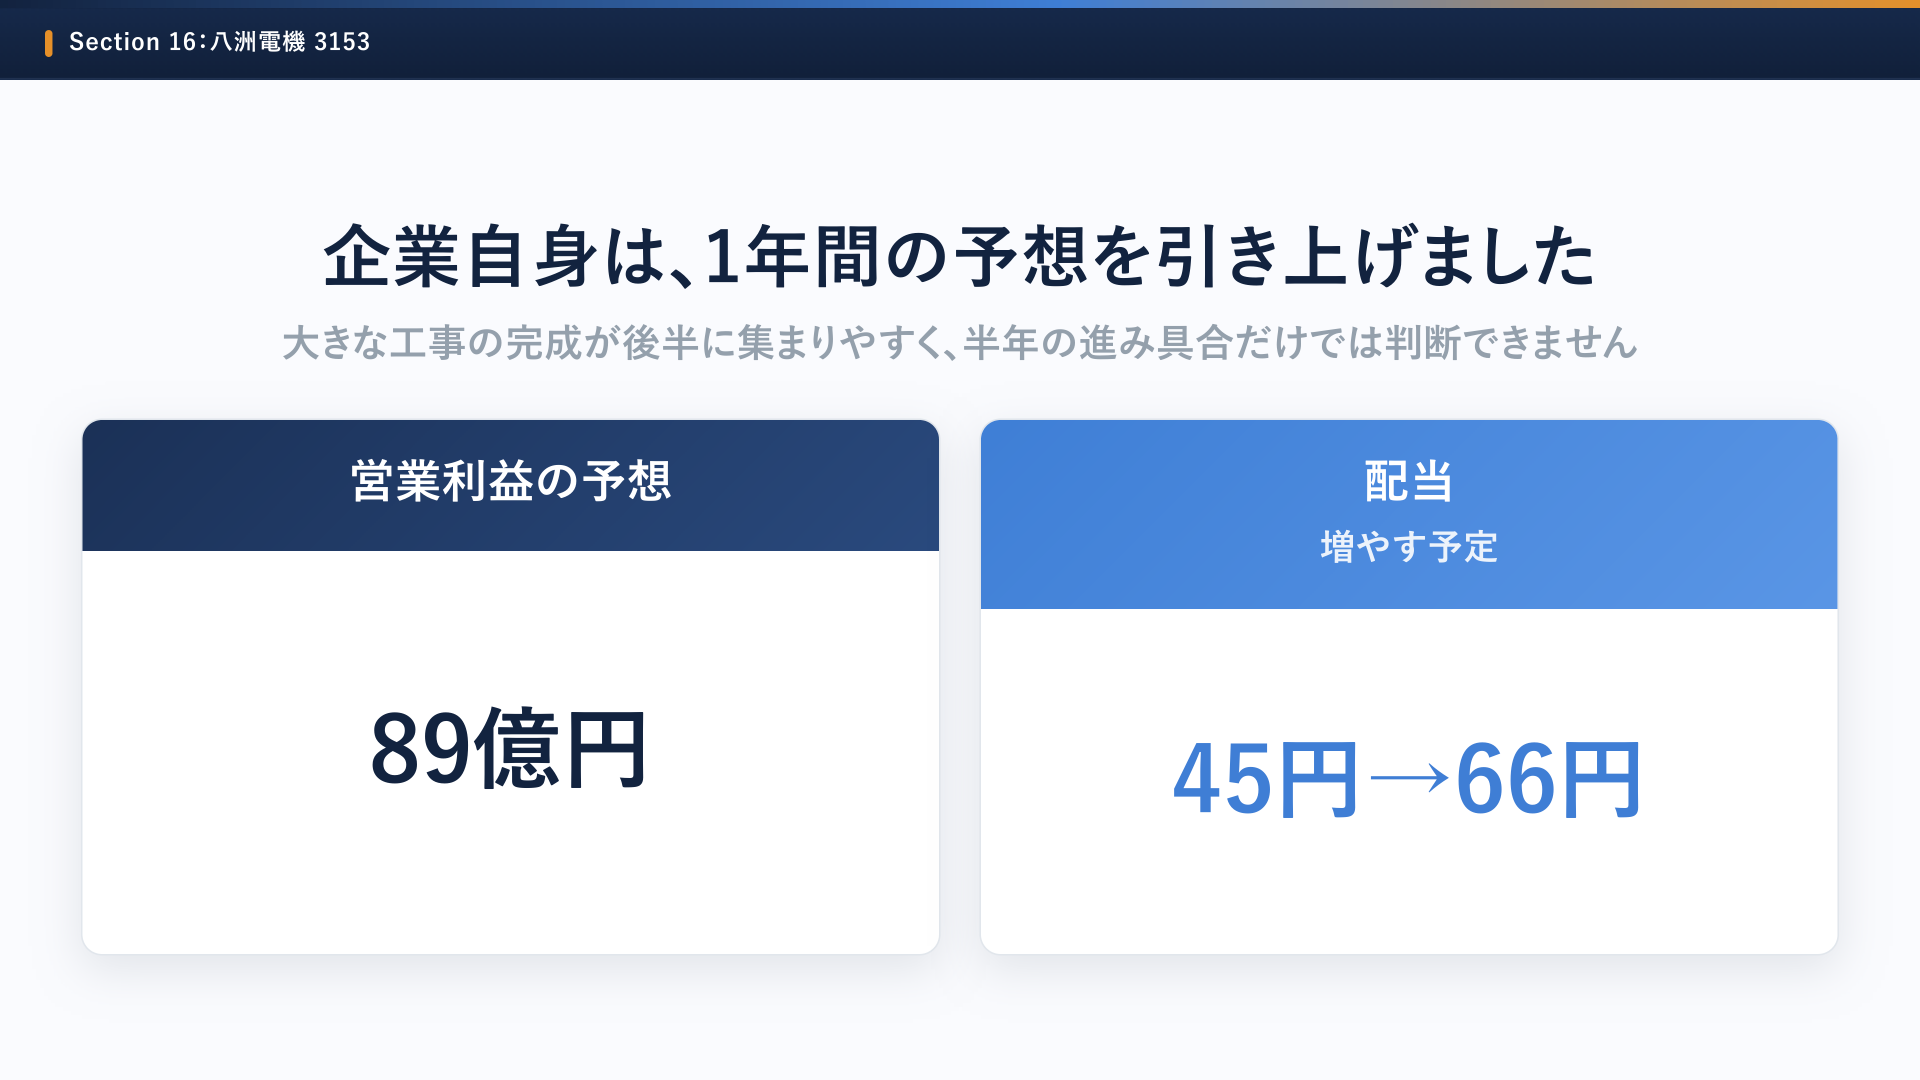 Section 16：八洲電機 3153
企業自身は、1年間の予想を引き上げました
大きな工事の完成が後半に集まりやすく、半年の進み具合だけでは判断できません
営業利益の予想
89億円
配当
増やす予定
45円→66円